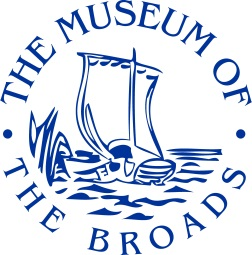 THE MUSEUM OF
• THE BROADS •